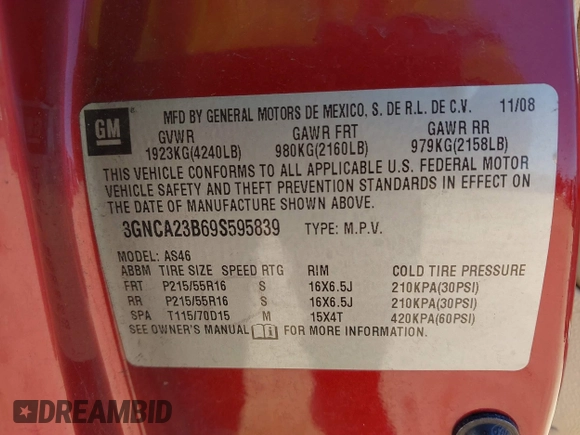 GM
MFD BY GENERAL MOTORS DE MEXICO, S. DE R.L. DE C.V. 11/08
GVWR GAWR FRT GAWR RR
1923KG(4240LB) 980KG(2160LB) 979KG(2158LB)
THIS VEHICLE CONFORMS TO ALL APPLICABLE U.S. FEDERAL MOTOR
VEHICLE SAFETY AND THEFT PREVENTION STANDARDS IN EFFECT ON
THE DATE OF MANUFACTURE SHOWN ABOVE.
3GNCA23B69S595839 TYPE: M.P.V.
MODEL: AS46
ABBM TIRE SIZE SPEED RTG RIM COLD TIRE PRESSURE
FRT P215/55R16 S 16X6.5J 210KPA(30PSI)
RR P215/55R16 S 16X6.5J 210KPA(30PSI)
SPA T115/70D15 M 15X4T 420KPA(60PSI)
SEE OWNER'S MANUAL FOR MORE INFORMATION.
DREAMBID